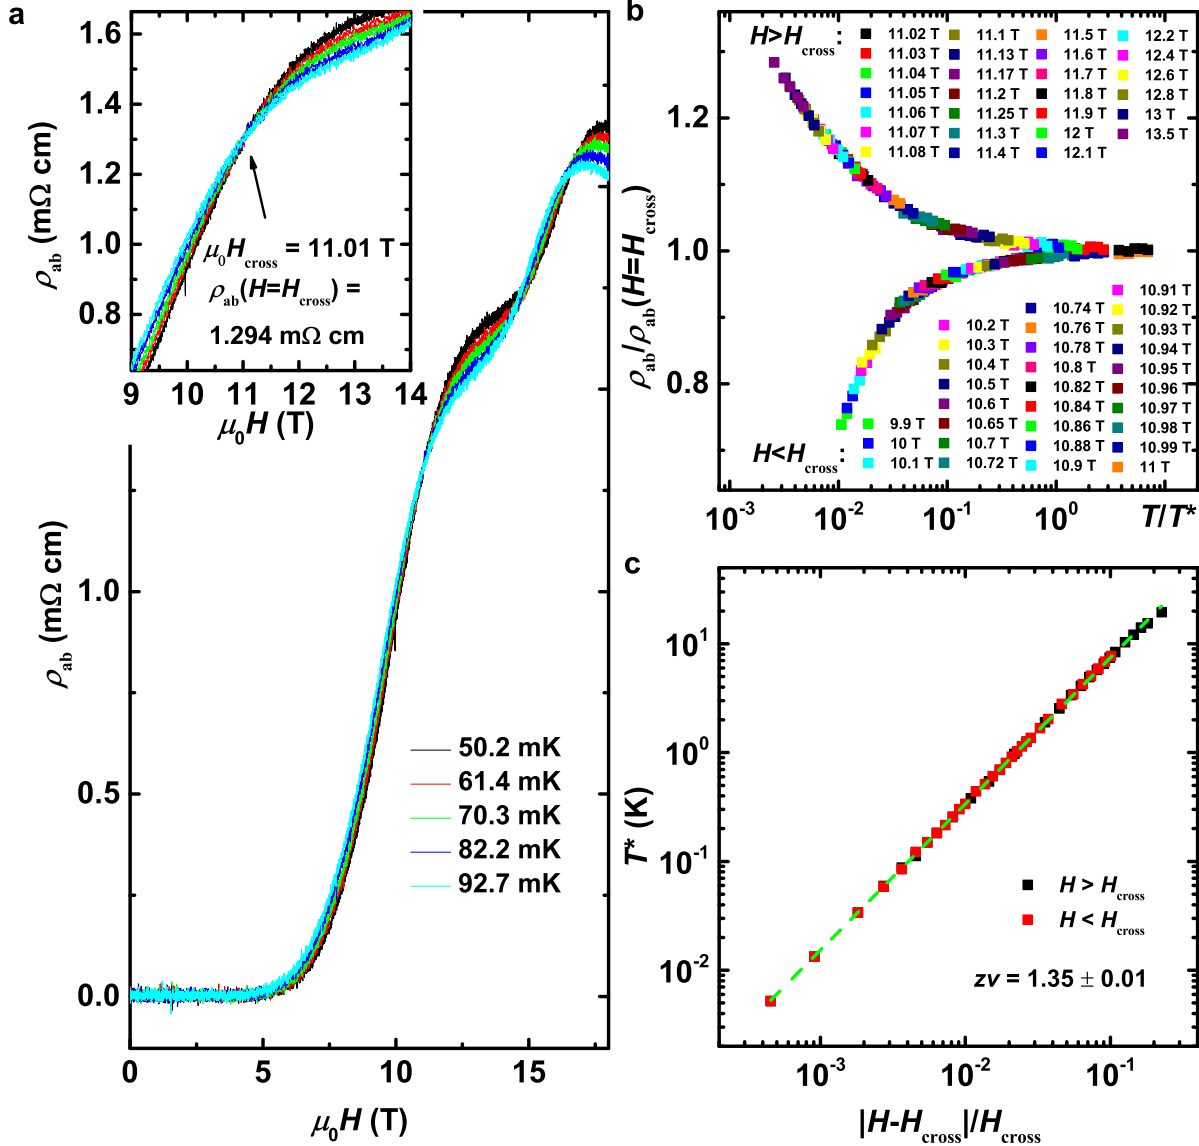 a
1.6
1.4
1.2
1.0
0.8
ρab (mΩ cm)
μ0Hcross = 11.01 T
ρab(H=Hcross) =
1.294 mΩ cm
9 10 11 12 13 14
μ0H (T)
1.0
0.5
0.0
ρab (mΩ cm)
50.2 mK
61.4 mK
70.3 mK
82.2 mK
92.7 mK
0 5 10 15
μ0H (T)
b
H>Hcross :
11.02 T 11.1 T 11.5 T 12.2 T
11.03 T 11.13 T 11.6 T 12.4 T
11.04 T 11.17 T 11.7 T 12.6 T
11.05 T 11.2 T 11.8 T 12.8 T
11.06 T 11.25 T 11.9 T 13 T
11.07 T 11.3 T 12 T 13.5 T
11.08 T 11.4 T 12.1 T
1.2
1.0
0.8
ρab/ρab(H=Hcross)
10.91 T
10.74 T 10.92 T
10.2 T 10.76 T 10.93 T
10.3 T 10.78 T 10.94 T
10.4 T 10.8 T 10.95 T
10.5 T 10.82 T 10.96 T
10.6 T 10.84 T 10.97 T
9.9 T 10.65 T 10.86 T 10.98 T
10 T 10.7 T 10.88 T 10.99 T
10.1 T 10.72 T 10.9 T 11 T
H<Hcross :
10-3 10-2 10-1 100 T/T*
c
101
100
10-1
10-2
T* (K)
H > Hcross
H < Hcross
zv = 1.35 ± 0.01
10-3 10-2 10-1
|H-Hcross|/Hcross